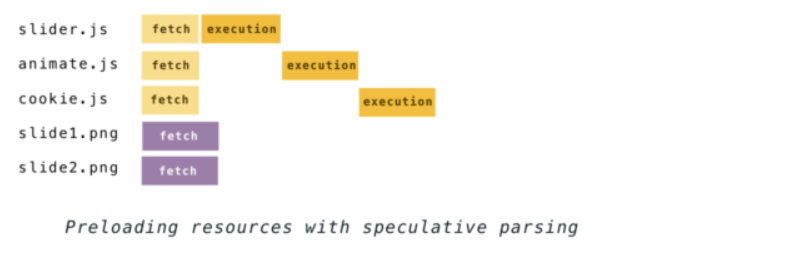 slider.js fetch execution
animate.js fetch execution
cookie.js fetch execution
slide1.png fetch
slide2.png fetch
Preloading resources with speculative parsing